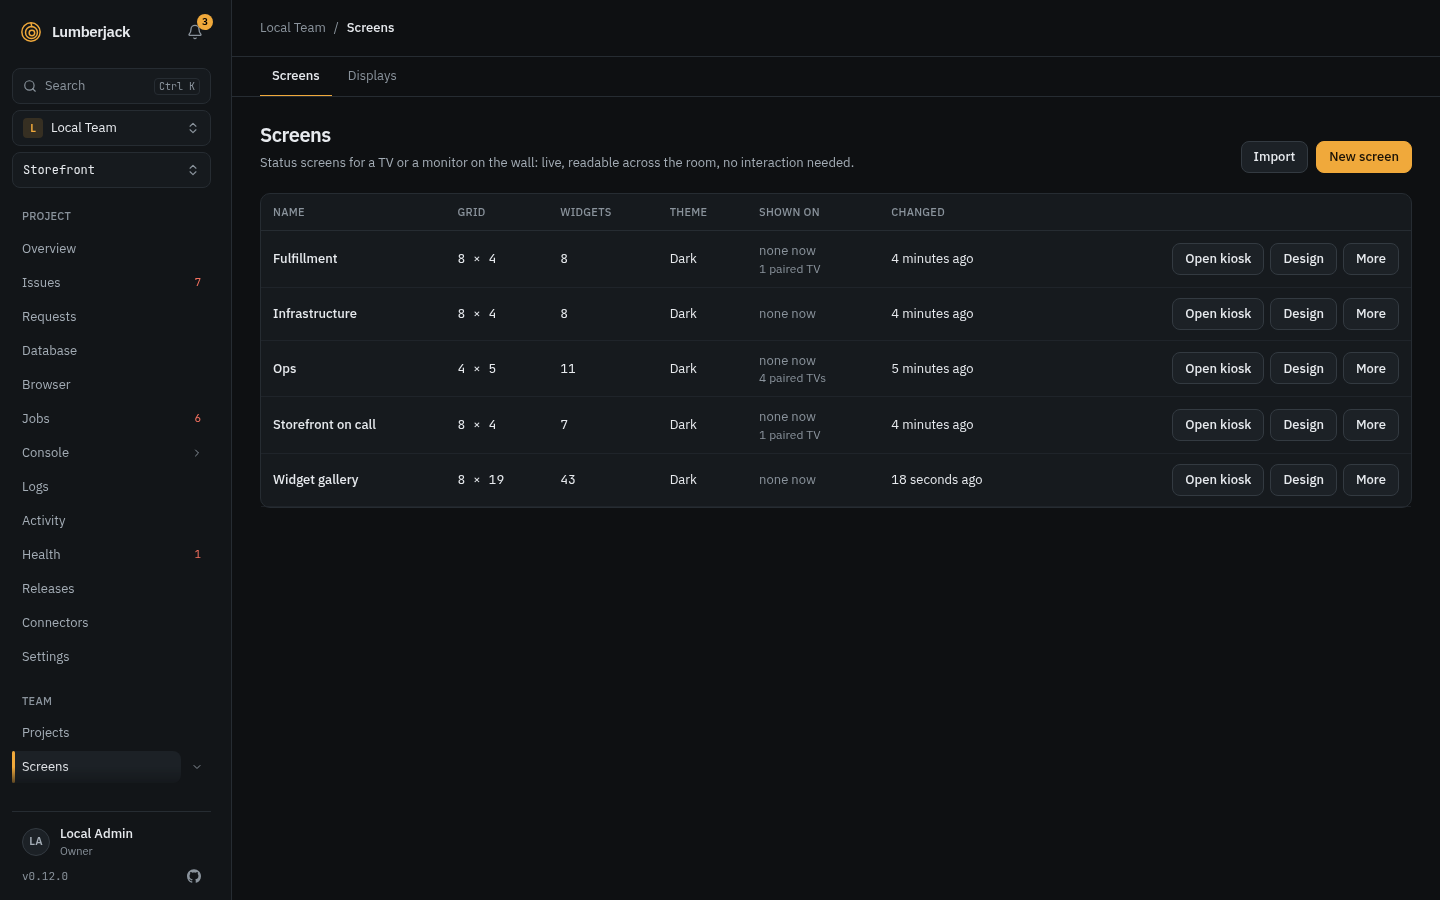 Lumberjack
3
Search
Ctrl K
L
Local Team
Storefront
PROJECT
Overview
Issues 7
Requests
Database
Browser
Jobs 6
Console
Logs
Activity
Health 1
Releases
Connectors
Settings
TEAM
Projects
Screens
LA
Local Admin
Owner
v0.12.0
Local Team / Screens
Screens Displays
Screens
Status screens for a TV or a monitor on the wall: live, readable across the room, no interaction needed.
Import New screen
NAME GRID WIDGETS THEME SHOWN ON CHANGED
Fulfillment 8 × 4 8 Dark none now 4 minutes ago Open kiosk Design More
1 paired TV
Infrastructure 8 × 4 8 Dark none now 4 minutes ago Open kiosk Design More
Ops 4 × 5 11 Dark none now 5 minutes ago Open kiosk Design More
4 paired TVs
Storefront on call 8 × 4 7 Dark none now 4 minutes ago Open kiosk Design More
1 paired TV
Widget gallery 8 × 19 43 Dark none now 18 seconds ago Open kiosk Design More